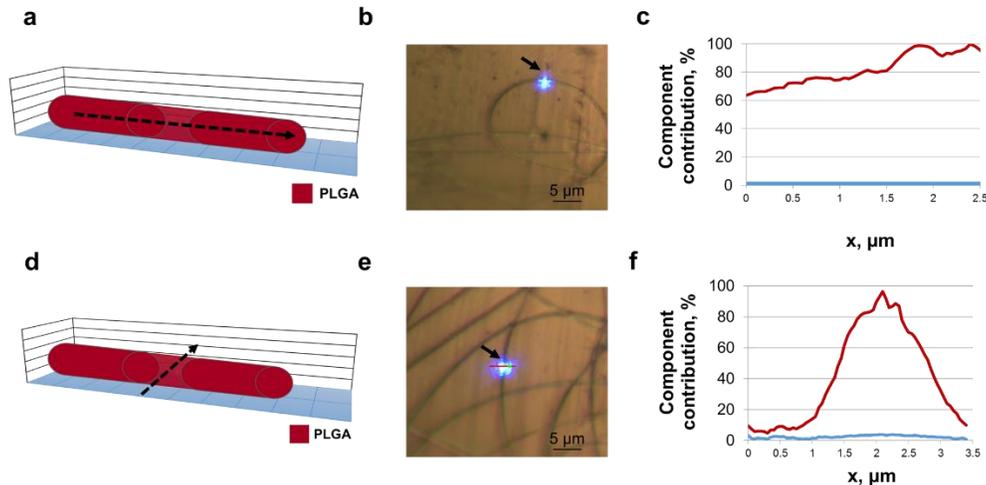 a
b
c
PLGA
5 µm
Component
contribution, %
100
80
60
40
20
0
0 0.5 1 1.5 2 2.5
x, µm
d
e
f
PLGA
5 µm
Component
contribution, %
100
80
60
40
20
0
0 0.5 1 1.5 2 2.5 3 3.5
x, µm